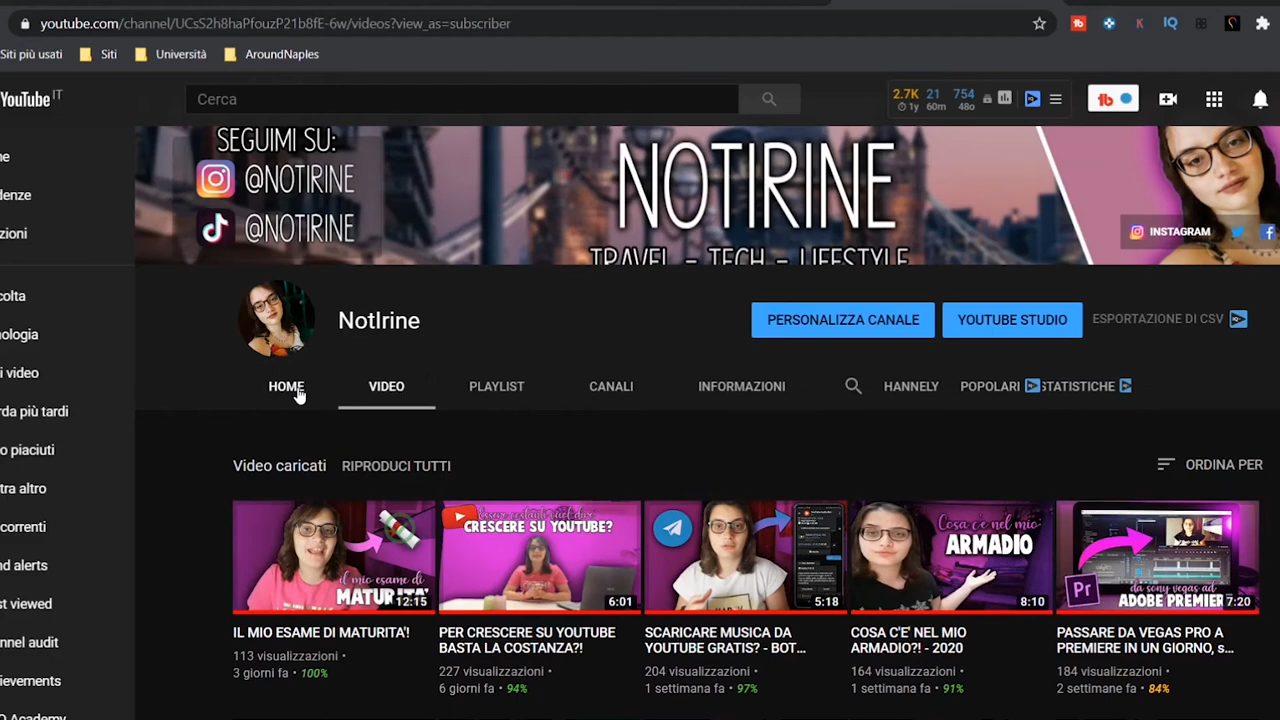 youtube.com/channel/UCsS2h8haPfouzP21b8fE-6w/videos?view_as=subscriber
Siti più usati Siti Università AroundNaples
YouTube IT Cerca 2.7K 21 754
1y 60m 48o
SEGUIMI SU:
@NOTIRINE
@NOTIRINE
NOTIRINE
TRAVEL - TECH - LIFESTYLE
INSTAGRAM
NotIrine
PERSONALIZZA CANALE YOUTUBE STUDIO ESPORTAZIONE DI CSV
HOME VIDEO PLAYLIST CANALI INFORMAZIONI HANNELY POPOLARI STATISTICHE
Video caricati RIPRODUCI TUTTI ORDINA PER
ne
denze
zioni
colta
nologia
i video
rda più tardi
o piaciuti
tra altro
correnti
nd alerts
st viewed
nnel audit
ievements
Academy
il mio esame di
MATURITA'!
12:15
CRESCERE SU YOUTUBE?
6:01
5:18
Cosa c'è nel mio
ARMADIO?!
8:10
Pr
da sony vegas ad
ADOBE PREMIER
7:20
IL MIO ESAME DI MATURITA'!
113 visualizzazioni •
3 giorni fa • 100%
PER CRESCERE SU YOUTUBE
BASTA LA COSTANZA?!
227 visualizzazioni •
6 giorni fa • 94%
SCARICARE MUSICA DA
YOUTUBE GRATIS? - BOT...
204 visualizzazioni •
1 settimana fa • 97%
COSA C'E' NEL MIO
ARMADIO?! - 2020
164 visualizzazioni •
1 settimana fa • 91%
PASSARE DA VEGAS PRO A
PREMIERE IN UN GIORNO, s...
184 visualizzazioni •
2 settimane fa • 84%